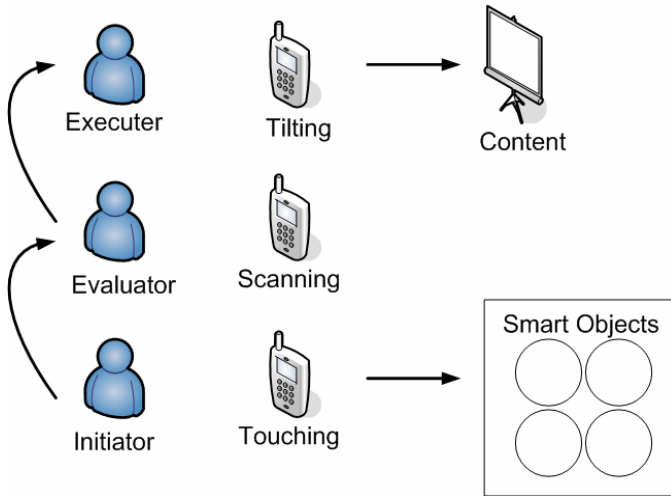 Executer
Tilting
Content
Evaluator
Scanning
Smart Objects
Initiator
Touching